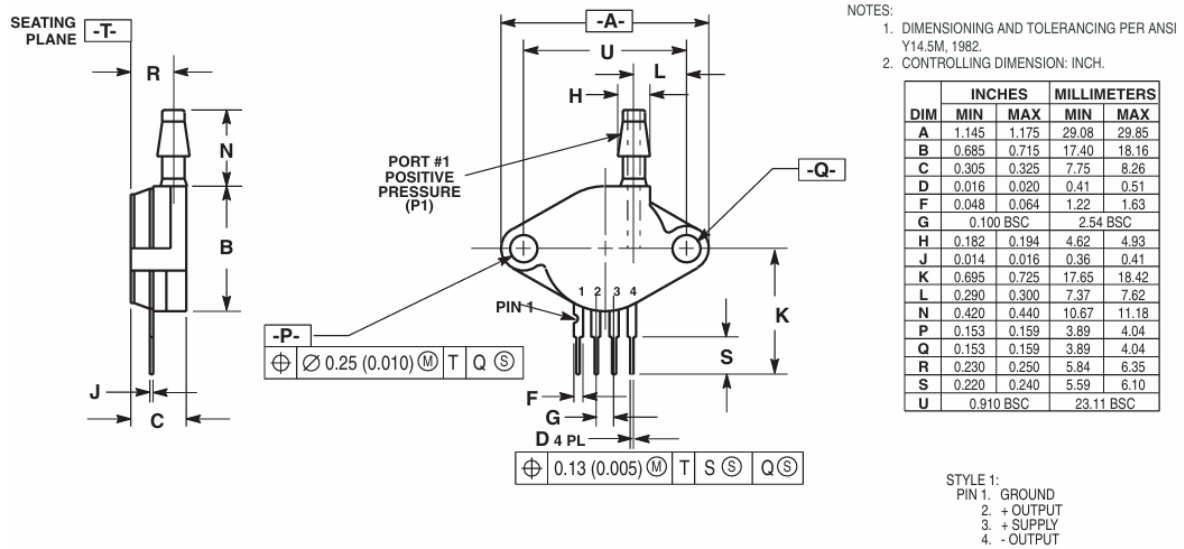 SEATING
PLANE
-T-
R
N
B
J
C
-A-
U
L
H
PORT #1
POSITIVE
PRESSURE
(P1)
-Q-
1 2 3 4
PIN 1
K
S
-P-
⌖ Ø 0.25 (0.010) Ⓜ T Q Ⓢ
F
G
D 4 PL
⌖ 0.13 (0.005) Ⓜ T S Ⓢ Q Ⓢ
NOTES:
1. DIMENSIONING AND TOLERANCING PER ANSI
Y14.5M, 1982.
2. CONTROLLING DIMENSION: INCH.
INCHES MILLIMETERS
DIM MIN MAX MIN MAX
A 1.145 1.175 29.08 29.85
B 0.685 0.715 17.40 18.16
C 0.305 0.325 7.75 8.26
D 0.016 0.020 0.41 0.51
F 0.048 0.064 1.22 1.63
G 0.100 BSC 2.54 BSC
H 0.182 0.194 4.62 4.93
J 0.014 0.016 0.36 0.41
K 0.695 0.725 17.65 18.42
L 0.290 0.300 7.37 7.62
N 0.420 0.440 10.67 11.18
P 0.153 0.159 3.89 4.04
Q 0.153 0.159 3.89 4.04
R 0.230 0.250 5.84 6.35
S 0.220 0.240 5.59 6.10
U 0.910 BSC 23.11 BSC
STYLE 1:
PIN 1. GROUND
2. + OUTPUT
3. + SUPPLY
4. - OUTPUT